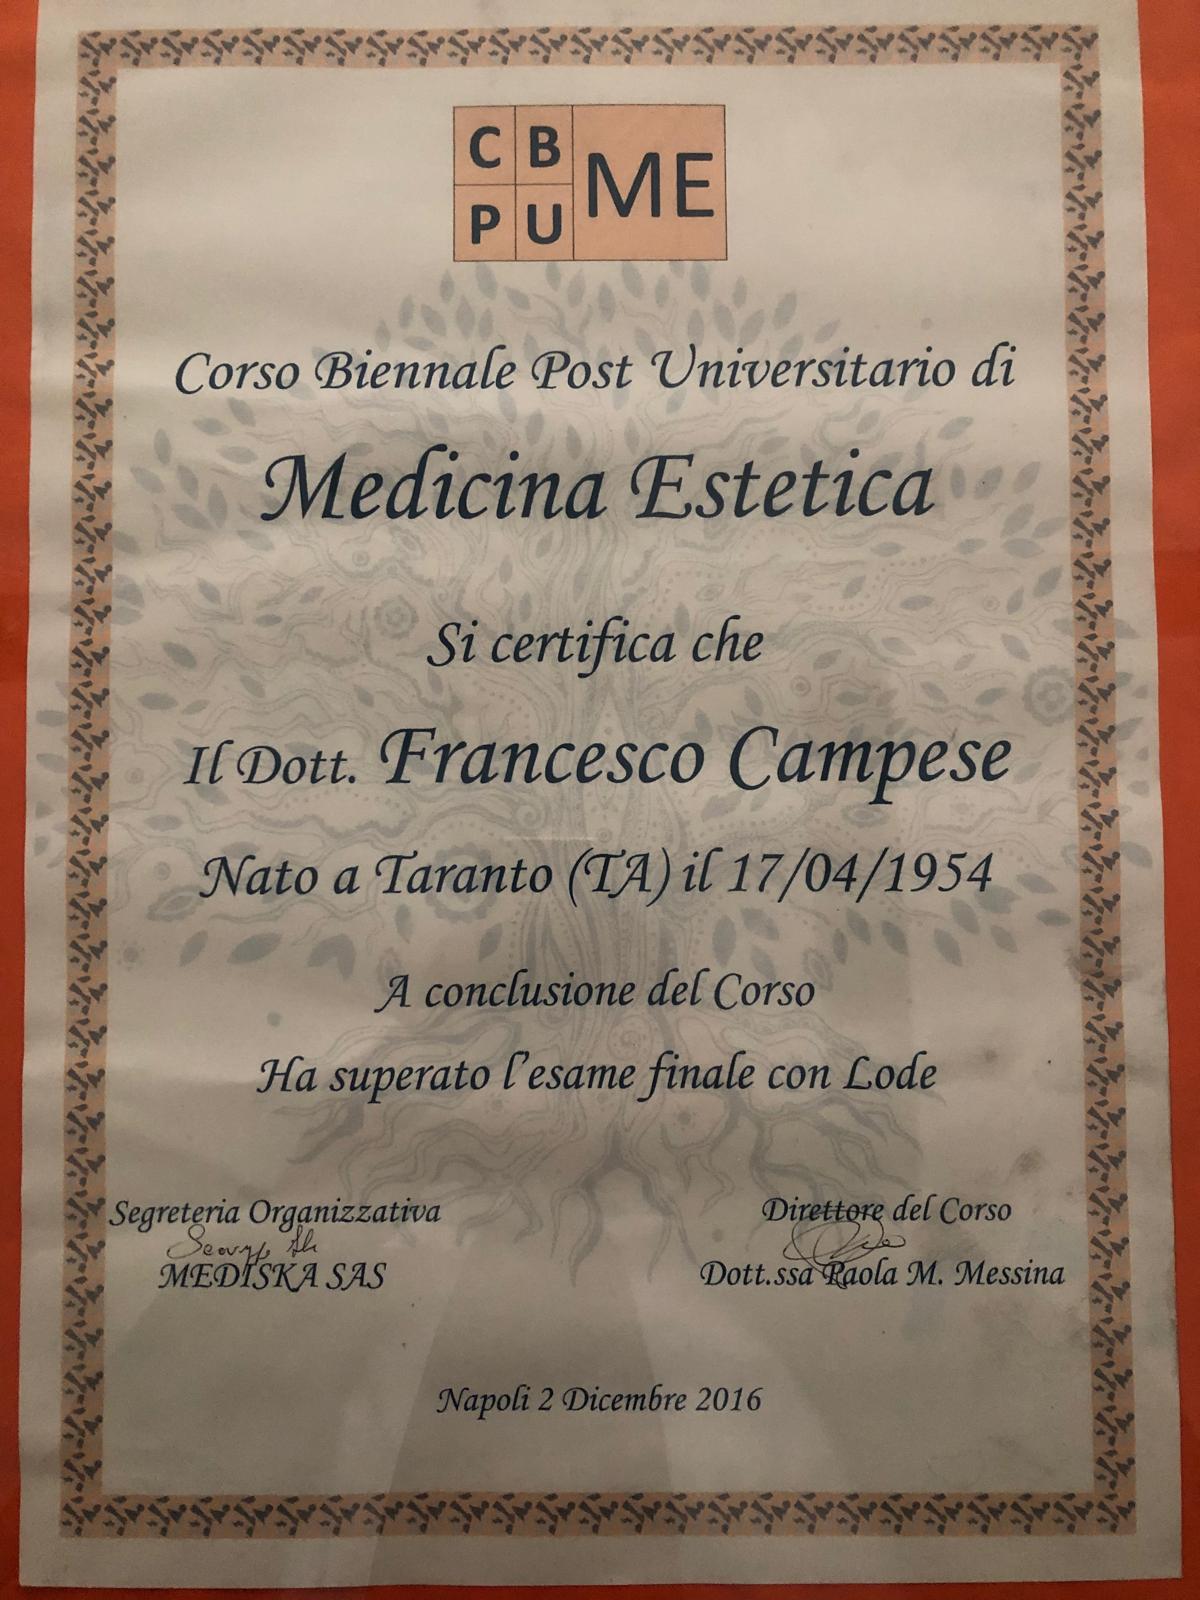 C B ME
P U
Corso Biennale Post Universitario di
Medicina Estetica
Si certifica che
Il Dott. Francesco Campese
Nato a Taranto (TA) il 17/04/1954
A conclusione del Corso
Ha superato l'esame finale con Lode
Segreteria Organizzativa
MEDISKA SAS
Direttore del Corso
Dott.ssa Paola M. Messina
Napoli 2 Dicembre 2016